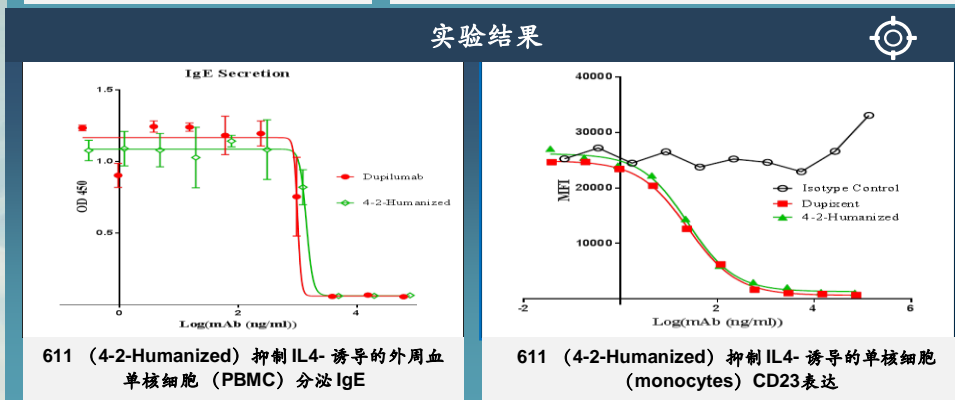 实验结果
IgE Secretion
1.5
1.0
0.5
OD 450
0
2
4
Log(mAb (ng/ml))
Dupilumab
4-2-Humanized
611 （4-2-Humanized）抑制IL4- 诱导的外周血
单核细胞 （PBMC）分泌IgE
40000
30000
20000
10000
MFI
-2
2
4
6
Log(mAb (ng/ml))
Isotype Control
Dupixent
4-2-Humanized
611 （4-2-Humanized）抑制IL4- 诱导的单核细胞
（monocytes）CD23表达